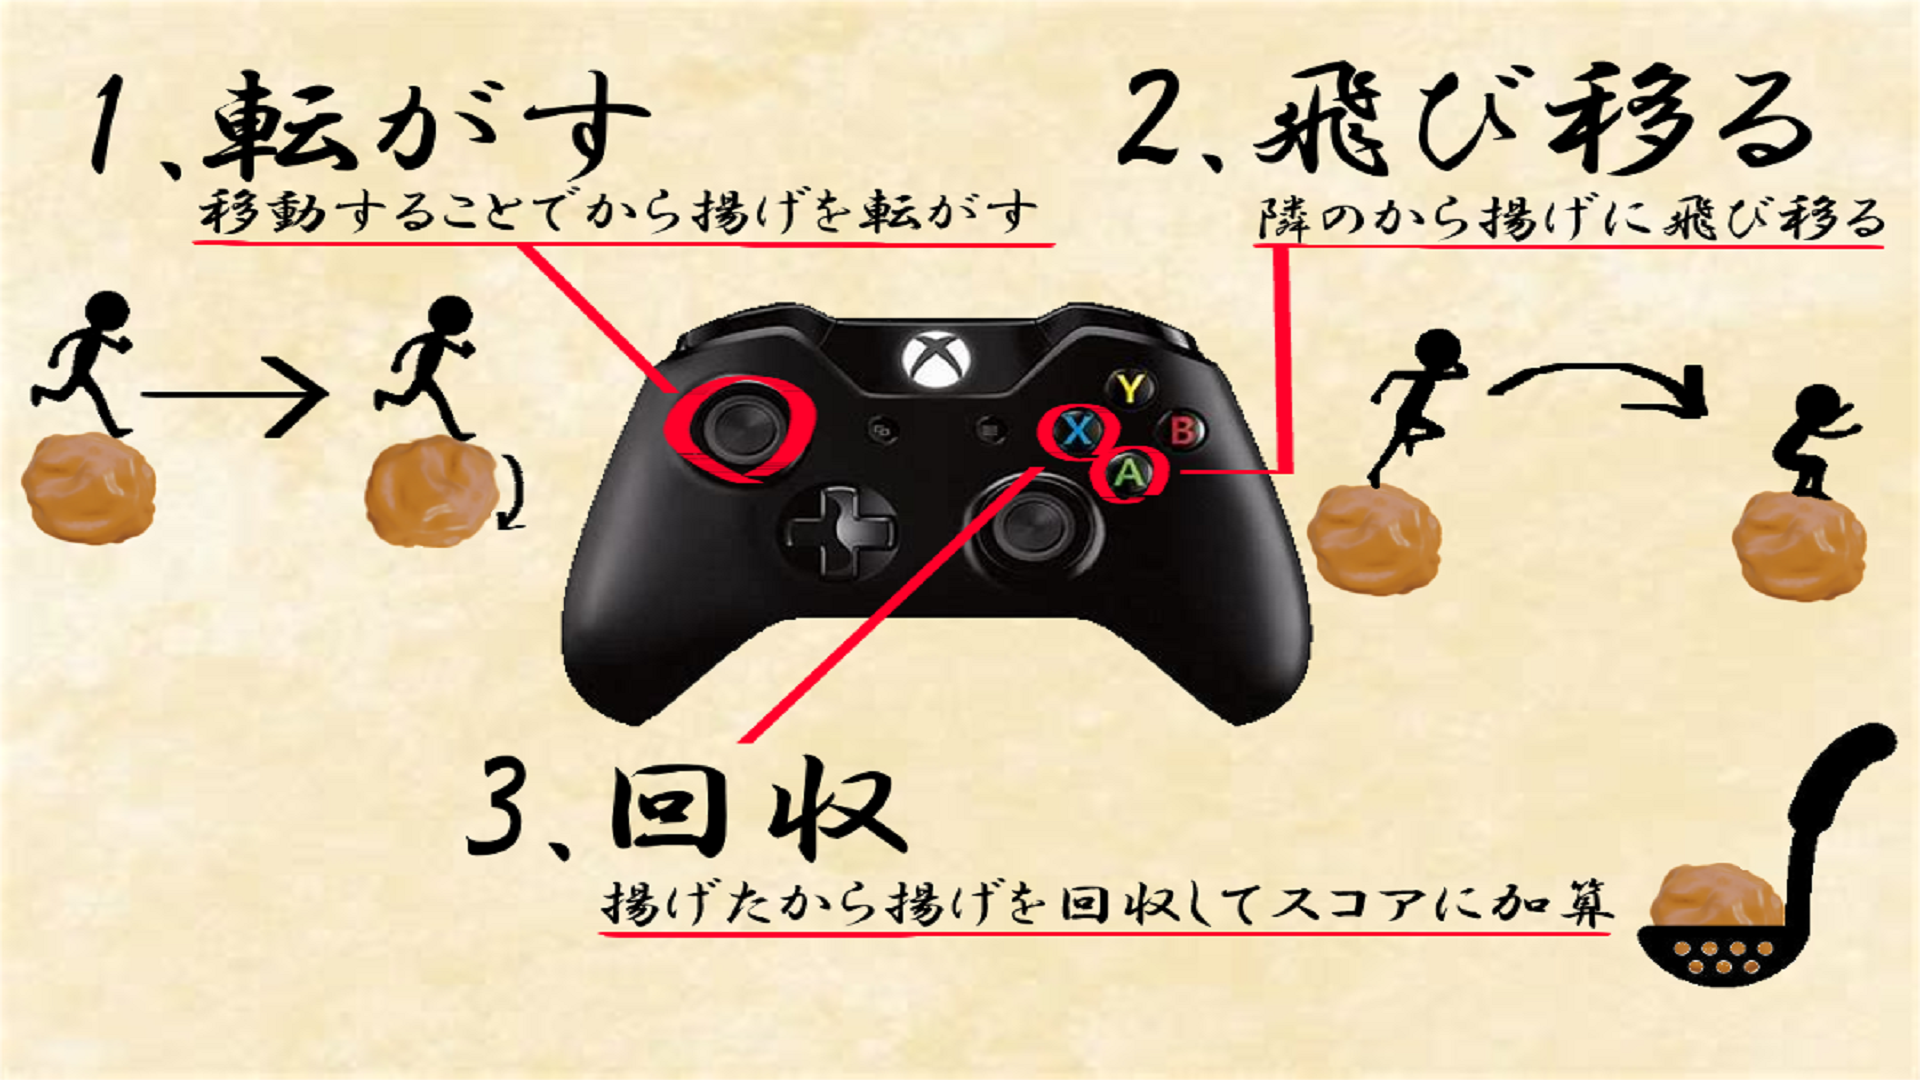 1、転がす
移動することでから揚げを転がす
2、飛び移る
隣のから揚げに飛び移る
Y
X
B
A
3、回収
揚げたから揚げを回収してスコアに加算